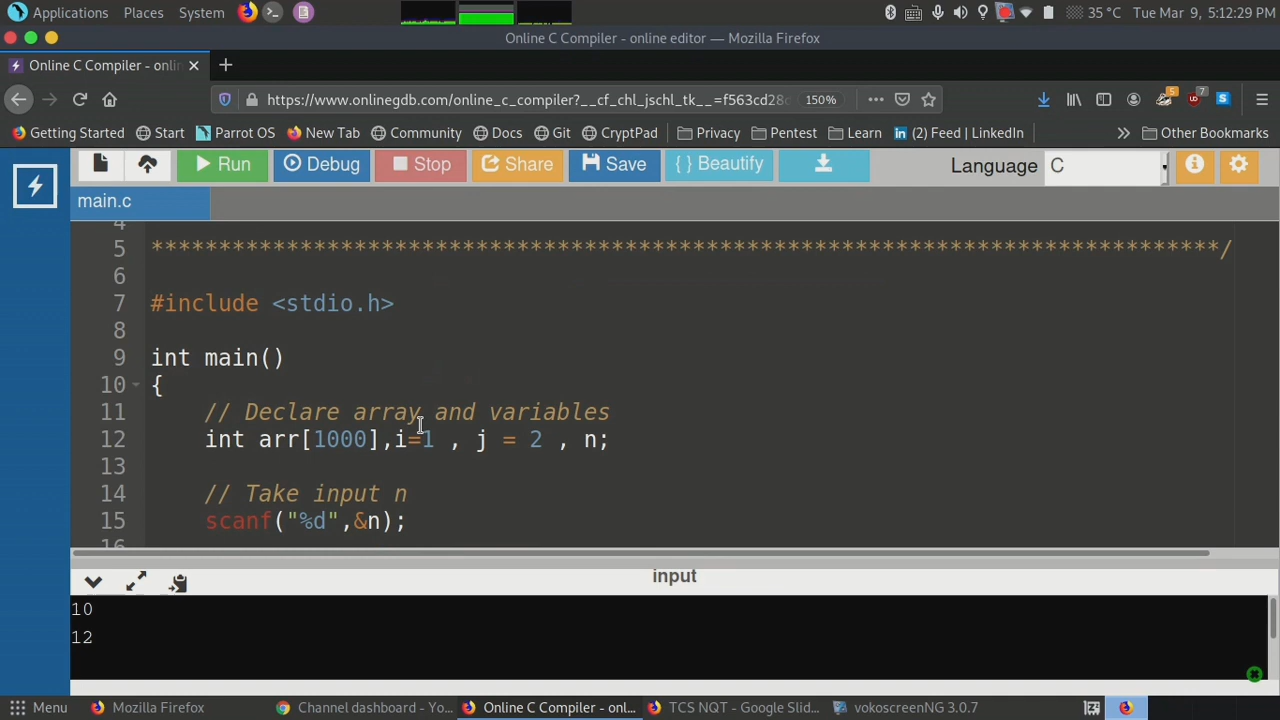 Applications Places System 35 °C Tue Mar 9, 5:12:29 PM
Online C Compiler - online editor — Mozilla Firefox
Online C Compiler - onlin
https://www.onlinegdb.com/online_c_compiler?__cf_chl_jschl_tk__=f563cd28 150% 5 7
Getting Started Start Parrot OS New Tab Community Docs Git CryptPad Privacy Pentest Learn (2) Feed | LinkedIn Other Bookmarks
Run Debug Stop Share Save { } Beautify Language C
main.c
4
5 *******************************************************************************/
6
7 #include <stdio.h>
8
9 int main()
10 {
11 // Declare array and variables
12 int arr[1000],i=1 , j = 2 , n;
13
14 // Take input n
15 scanf("%d",&n);
16
input
10
12
Menu Mozilla Firefox Channel dashboard - Yo... Online C Compiler - onl... TCS NQT - Google Slid... vokoscreenNG 3.0.7